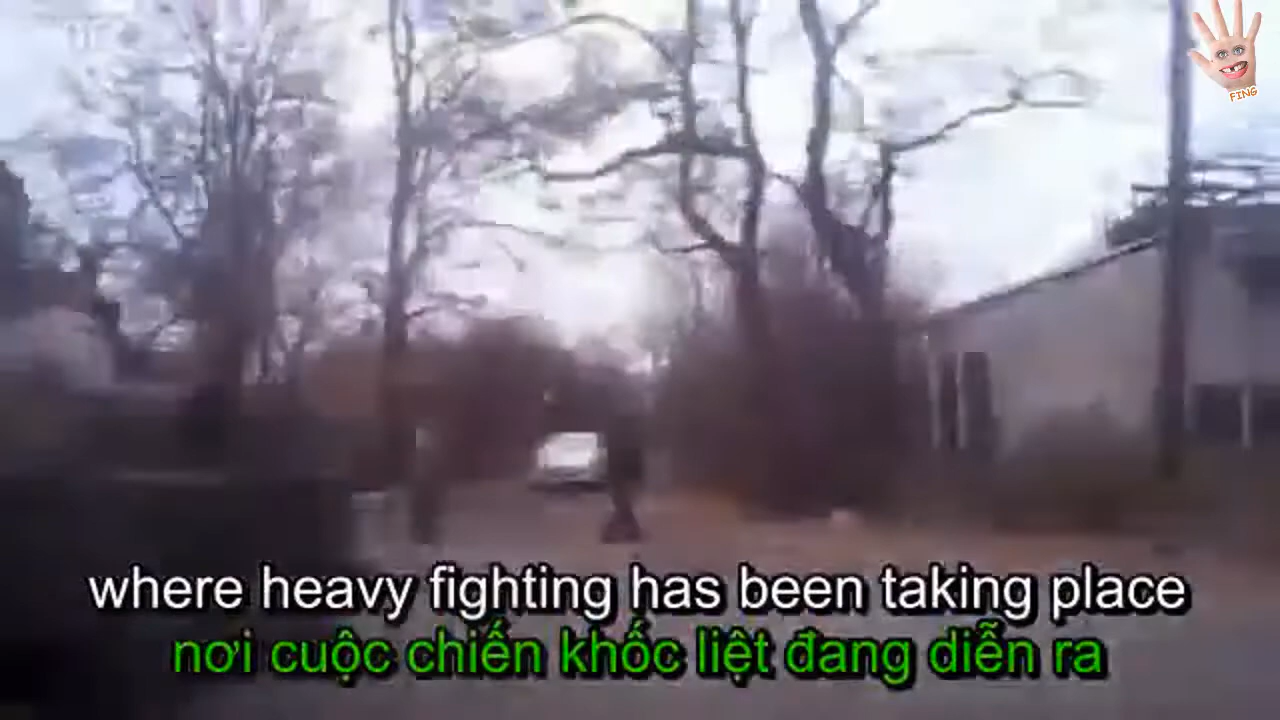 FING
where heavy fighting has been taking place
nơi cuộc chiến khốc liệt đang diễn ra